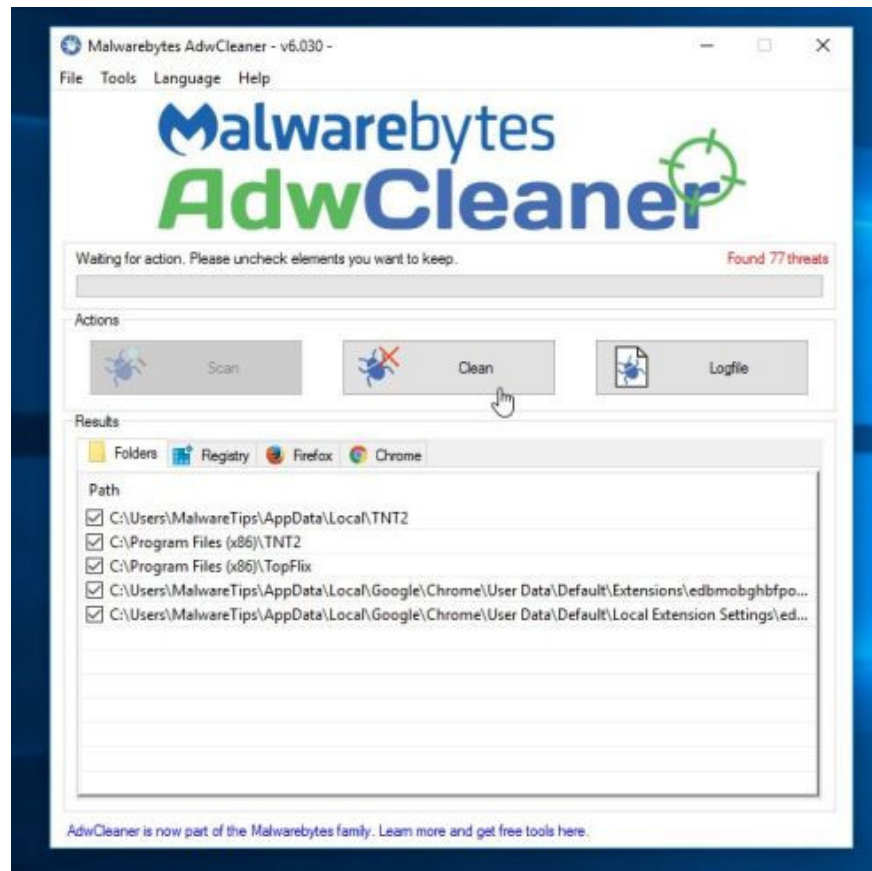 Malwarebytes AdwCleaner - v6.030 -
File Tools Language Help
Malwarebytes
AdwCleaner
Waiting for action. Please uncheck elements you want to keep. Found 77 threats
Actions
Scan Clean Logfile
Results
Folders Registry Firefox Chrome
Path
C:\Users\MalwareTips\AppData\Local\TNT2
C:\Program Files (x86)\TNT2
C:\Program Files (x86)\TopFlix
C:\Users\MalwareTips\AppData\Local\Google\Chrome\User Data\Default\Extensions\edbmobghbfpo...
C:\Users\MalwareTips\AppData\Local\Google\Chrome\User Data\Default\Local Extension Settings\ed...
AdwCleaner is now part of the Malwarebytes family. Learn more and get free tools here.